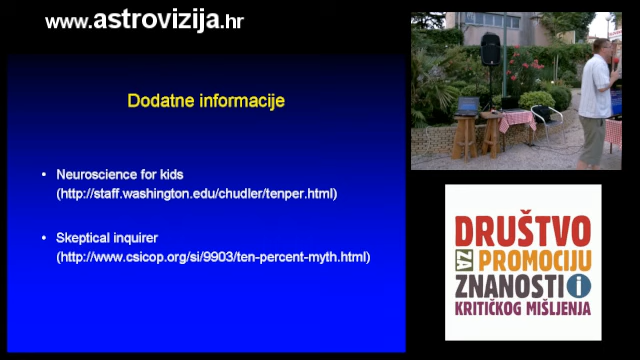 www.astrovizija.hr
Dodatne informacije
• Neuroscience for kids
(http://staff.washington.edu/chudler/tenper.html)
• Skeptical inquirer
(http://www.csicop.org/si/9903/ten-percent-myth.html)
DRUŠTVO
ZA PROMOCIJU
ZNANOSTI i
KRITIČKOG MIŠLJENJA